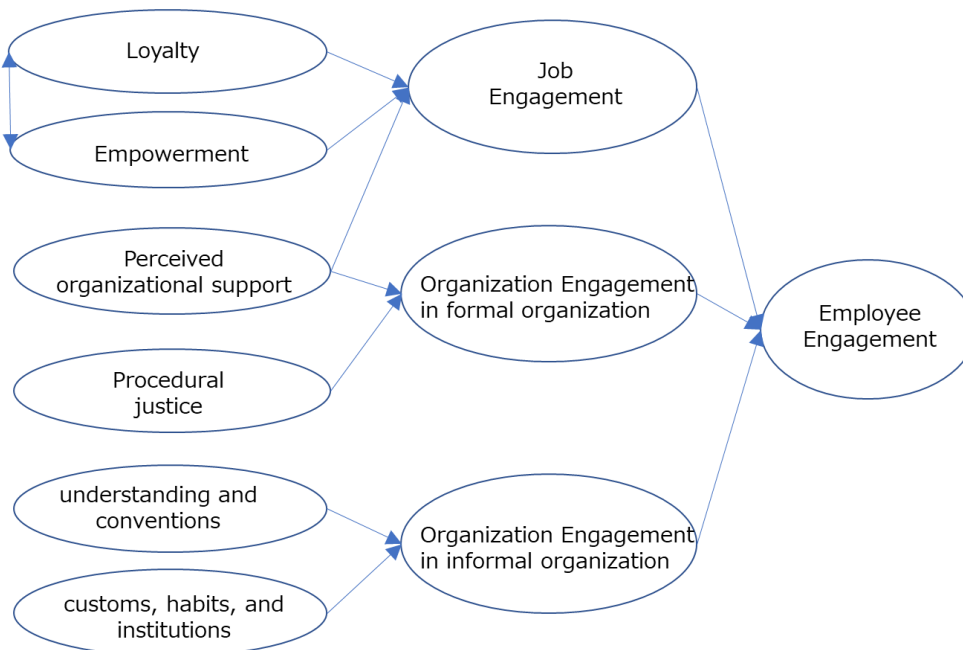 Loyalty
Empowerment
Perceived
organizational support
Procedural
justice
understanding and
conventions
customs, habits, and
institutions
Job
Engagement
Organization Engagement
in formal organization
Organization Engagement
in informal organization
Employee
Engagement